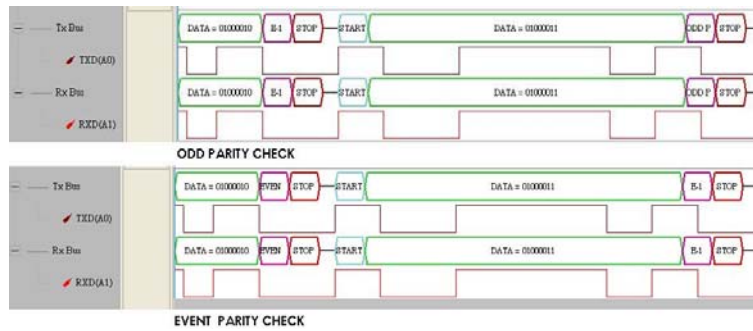 Tx Bus DATA = 01000010 E-1 STOP START DATA = 01000011 ODD P STOP
TXD(A0)
Rx Bus DATA = 01000010 E-1 STOP START DATA = 01000011 ODD P STOP
RXD(A1)
ODD PARITY CHECK
Tx Bus DATA = 01000010 EVEN STOP START DATA = 01000011 E-1 STOP
TXD(A0)
Rx Bus DATA = 01000010 EVEN STOP START DATA = 01000011 E-1 STOP
RXD(A1)
EVENT PARITY CHECK